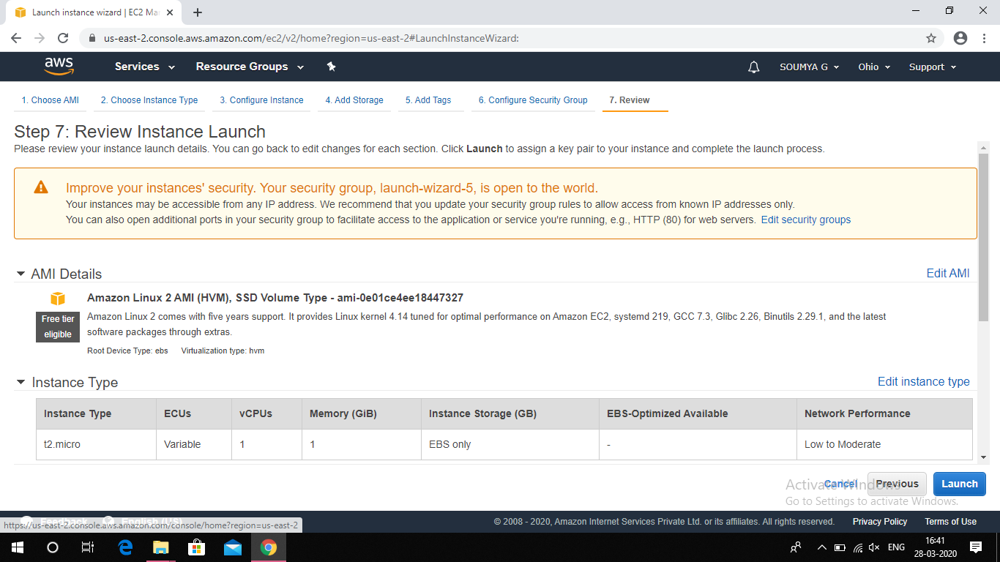 Launch instance wizard | EC2 Ma
us-east-2.console.aws.amazon.com/ec2/v2/home?region=us-east-2#LaunchInstanceWizard:
aws Services Resource Groups SOUMYA G Ohio Support
1. Choose AMI 2. Choose Instance Type 3. Configure Instance 4. Add Storage 5. Add Tags 6. Configure Security Group 7. Review
Step 7: Review Instance Launch
Please review your instance launch details. You can go back to edit changes for each section. Click Launch to assign a key pair to your instance and complete the launch process.
Improve your instances' security. Your security group, launch-wizard-5, is open to the world.
Your instances may be accessible from any IP address. We recommend that you update your security group rules to allow access from known IP addresses only.
You can also open additional ports in your security group to facilitate access to the application or service you're running, e.g., HTTP (80) for web servers. Edit security groups
AMI Details Edit AMI
Amazon Linux 2 AMI (HVM), SSD Volume Type - ami-0e01ce4ee18447327
Free tier
eligible
Amazon Linux 2 comes with five years support. It provides Linux kernel 4.14 tuned for optimal performance on Amazon EC2, systemd 219, GCC 7.3, Glibc 2.26, Binutils 2.29.1, and the latest
software packages through extras.
Root Device Type: ebs Virtualization type: hvm
Instance Type Edit instance type
Instance Type ECUs vCPUs Memory (GiB) Instance Storage (GB) EBS-Optimized Available Network Performance
t2.micro Variable 1 1 EBS only - Low to Moderate
Cancel Previous Launch
Activate Windows
Go to Settings to activate Windows.
Feedback English (US)
https://us-east-2.console.aws.amazon.com/console/home?region=us-east-2
© 2008 - 2020, Amazon Internet Services Private Ltd. or its affiliates. All rights reserved. Privacy Policy Terms of Use
ENG
16:41
28-03-2020